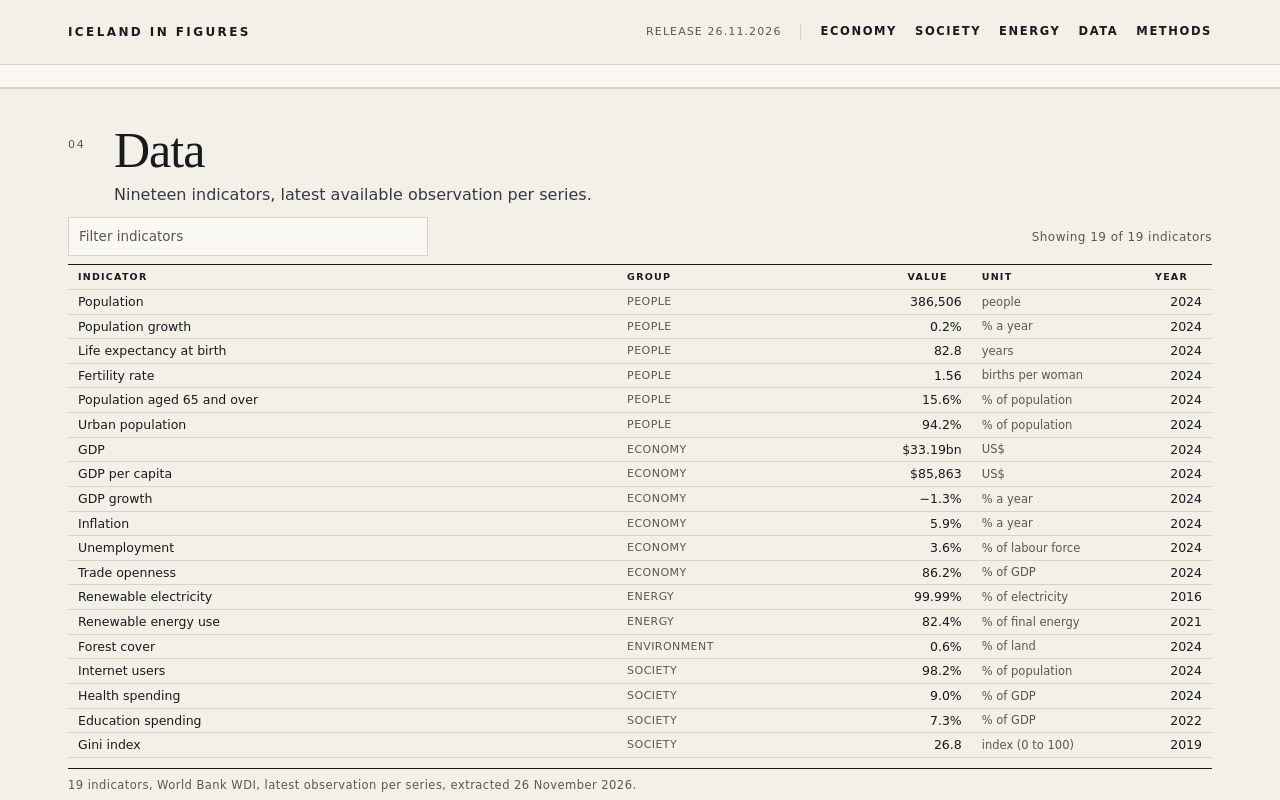 ICELAND IN FIGURES
RELEASE 26.11.2026 ECONOMY SOCIETY ENERGY DATA METHODS
04
Data
Nineteen indicators, latest available observation per series.
Filter indicators
Showing 19 of 19 indicators
INDICATOR GROUP VALUE UNIT YEAR
Population PEOPLE 386,506 people 2024
Population growth PEOPLE 0.2% % a year 2024
Life expectancy at birth PEOPLE 82.8 years 2024
Fertility rate PEOPLE 1.56 births per woman 2024
Population aged 65 and over PEOPLE 15.6% % of population 2024
Urban population PEOPLE 94.2% % of population 2024
GDP ECONOMY $33.19bn US$ 2024
GDP per capita ECONOMY $85,863 US$ 2024
GDP growth ECONOMY −1.3% % a year 2024
Inflation ECONOMY 5.9% % a year 2024
Unemployment ECONOMY 3.6% % of labour force 2024
Trade openness ECONOMY 86.2% % of GDP 2024
Renewable electricity ENERGY 99.99% % of electricity 2016
Renewable energy use ENERGY 82.4% % of final energy 2021
Forest cover ENVIRONMENT 0.6% % of land 2024
Internet users SOCIETY 98.2% % of population 2024
Health spending SOCIETY 9.0% % of GDP 2024
Education spending SOCIETY 7.3% % of GDP 2022
Gini index SOCIETY 26.8 index (0 to 100) 2019
19 indicators, World Bank WDI, latest observation per series, extracted 26 November 2026.